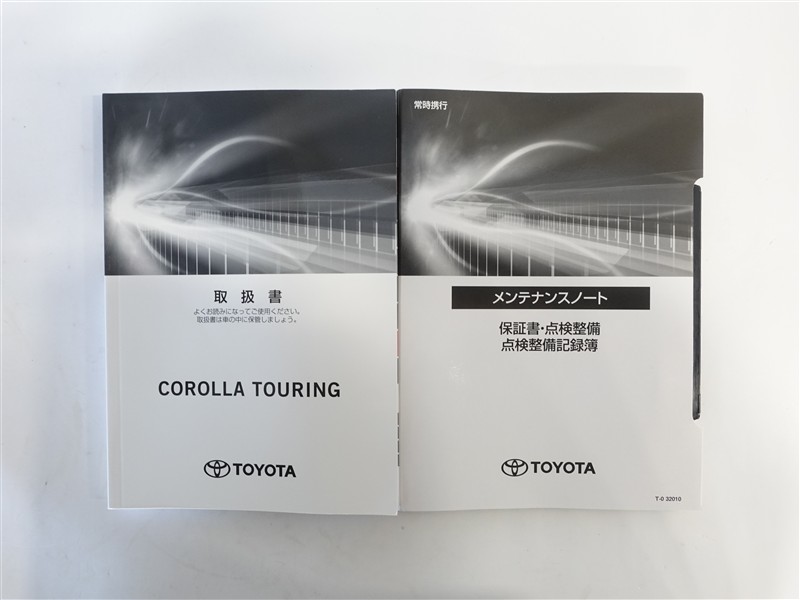 取扱書
よくお読みになってご使用ください。
取扱書は車の中に保管しましょう。
COROLLA TOURING
TOYOTA
常時携行
メンテナンスノート
保証書・点検整備
点検整備記録簿
TOYOTA
T-0 32010